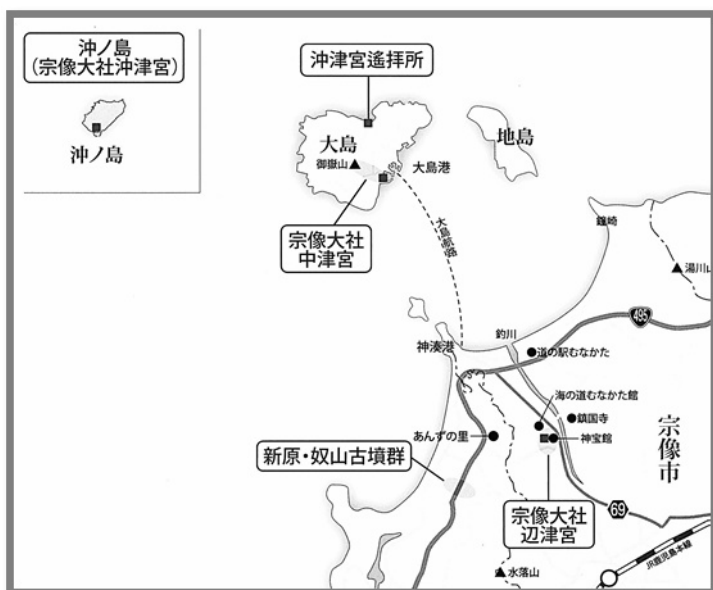 沖ノ島
(宗像大社沖津宮)
沖ノ島
沖津宮遙拝所
大島
御嶽山
大島港
地島
宗像大社
中津宮
大島航路
鐘崎
湯川山
495
釣川
神湊港
道の駅むなかた
海の道むなかた館
鎮国寺
あんずの里
神宝館
宗像市
新原・奴山古墳群
宗像大社
辺津宮
69
JR鹿児島本線
水落山